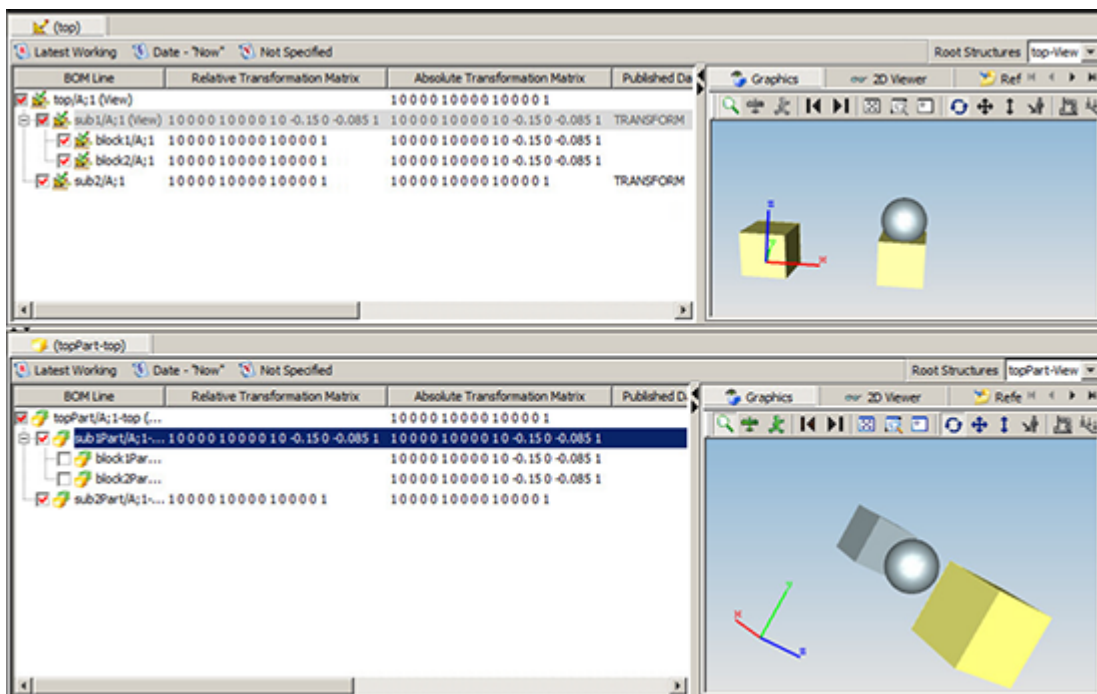 (top)
Latest Working Date - "Now" Not Specified Root Structures top-View
BOM Line Relative Transformation Matrix Absolute Transformation Matrix Published Da Graphics 2D Viewer Ref
top/A;1 (View) 1 0 0 0 0 1 0 0 0 0 1 0 0 0 0 1
sub1/A;1 (View) 1 0 0 0 0 1 0 0 0 0 1 0 -0.15 0 -0.085 1 1 0 0 0 0 1 0 0 0 0 1 0 -0.15 0 -0.085 1 TRANSFORM
block1/A;1 1 0 0 0 0 1 0 0 0 0 1 0 0 0 0 1 1 0 0 0 0 1 0 0 0 0 1 0 -0.15 0 -0.085 1
block2/A;1 1 0 0 0 0 1 0 0 0 0 1 0 0 0 0 1 1 0 0 0 0 1 0 0 0 0 1 0 -0.15 0 -0.085 1
sub2/A;1 1 0 0 0 0 1 0 0 0 0 1 0 0 0 0 1 1 0 0 0 0 1 0 0 0 0 1 0 0 0 0 1 TRANSFORM
(topPart-top)
Latest Working Date - "Now" Not Specified Root Structures topPart-View
BOM Line Relative Transformation Matrix Absolute Transformation Matrix Published D Graphics 2D Viewer Refe
topPart/A;1-top (... 1 0 0 0 0 1 0 0 0 0 1 0 0 0 0 1
sub1Part/A;1-... 1 0 0 0 0 1 0 0 0 0 1 0 -0.15 0 -0.085 1 1 0 0 0 0 1 0 0 0 0 1 0 -0.15 0 -0.085 1
block1Par... 1 0 0 0 0 1 0 0 0 0 1 0 -0.15 0 -0.085 1
block2Par... 1 0 0 0 0 1 0 0 0 0 1 0 -0.15 0 -0.085 1
sub2Part/A;1-... 1 0 0 0 0 1 0 0 0 0 1 0 0 0 0 1 1 0 0 0 0 1 0 0 0 0 1 0 0 0 0 1